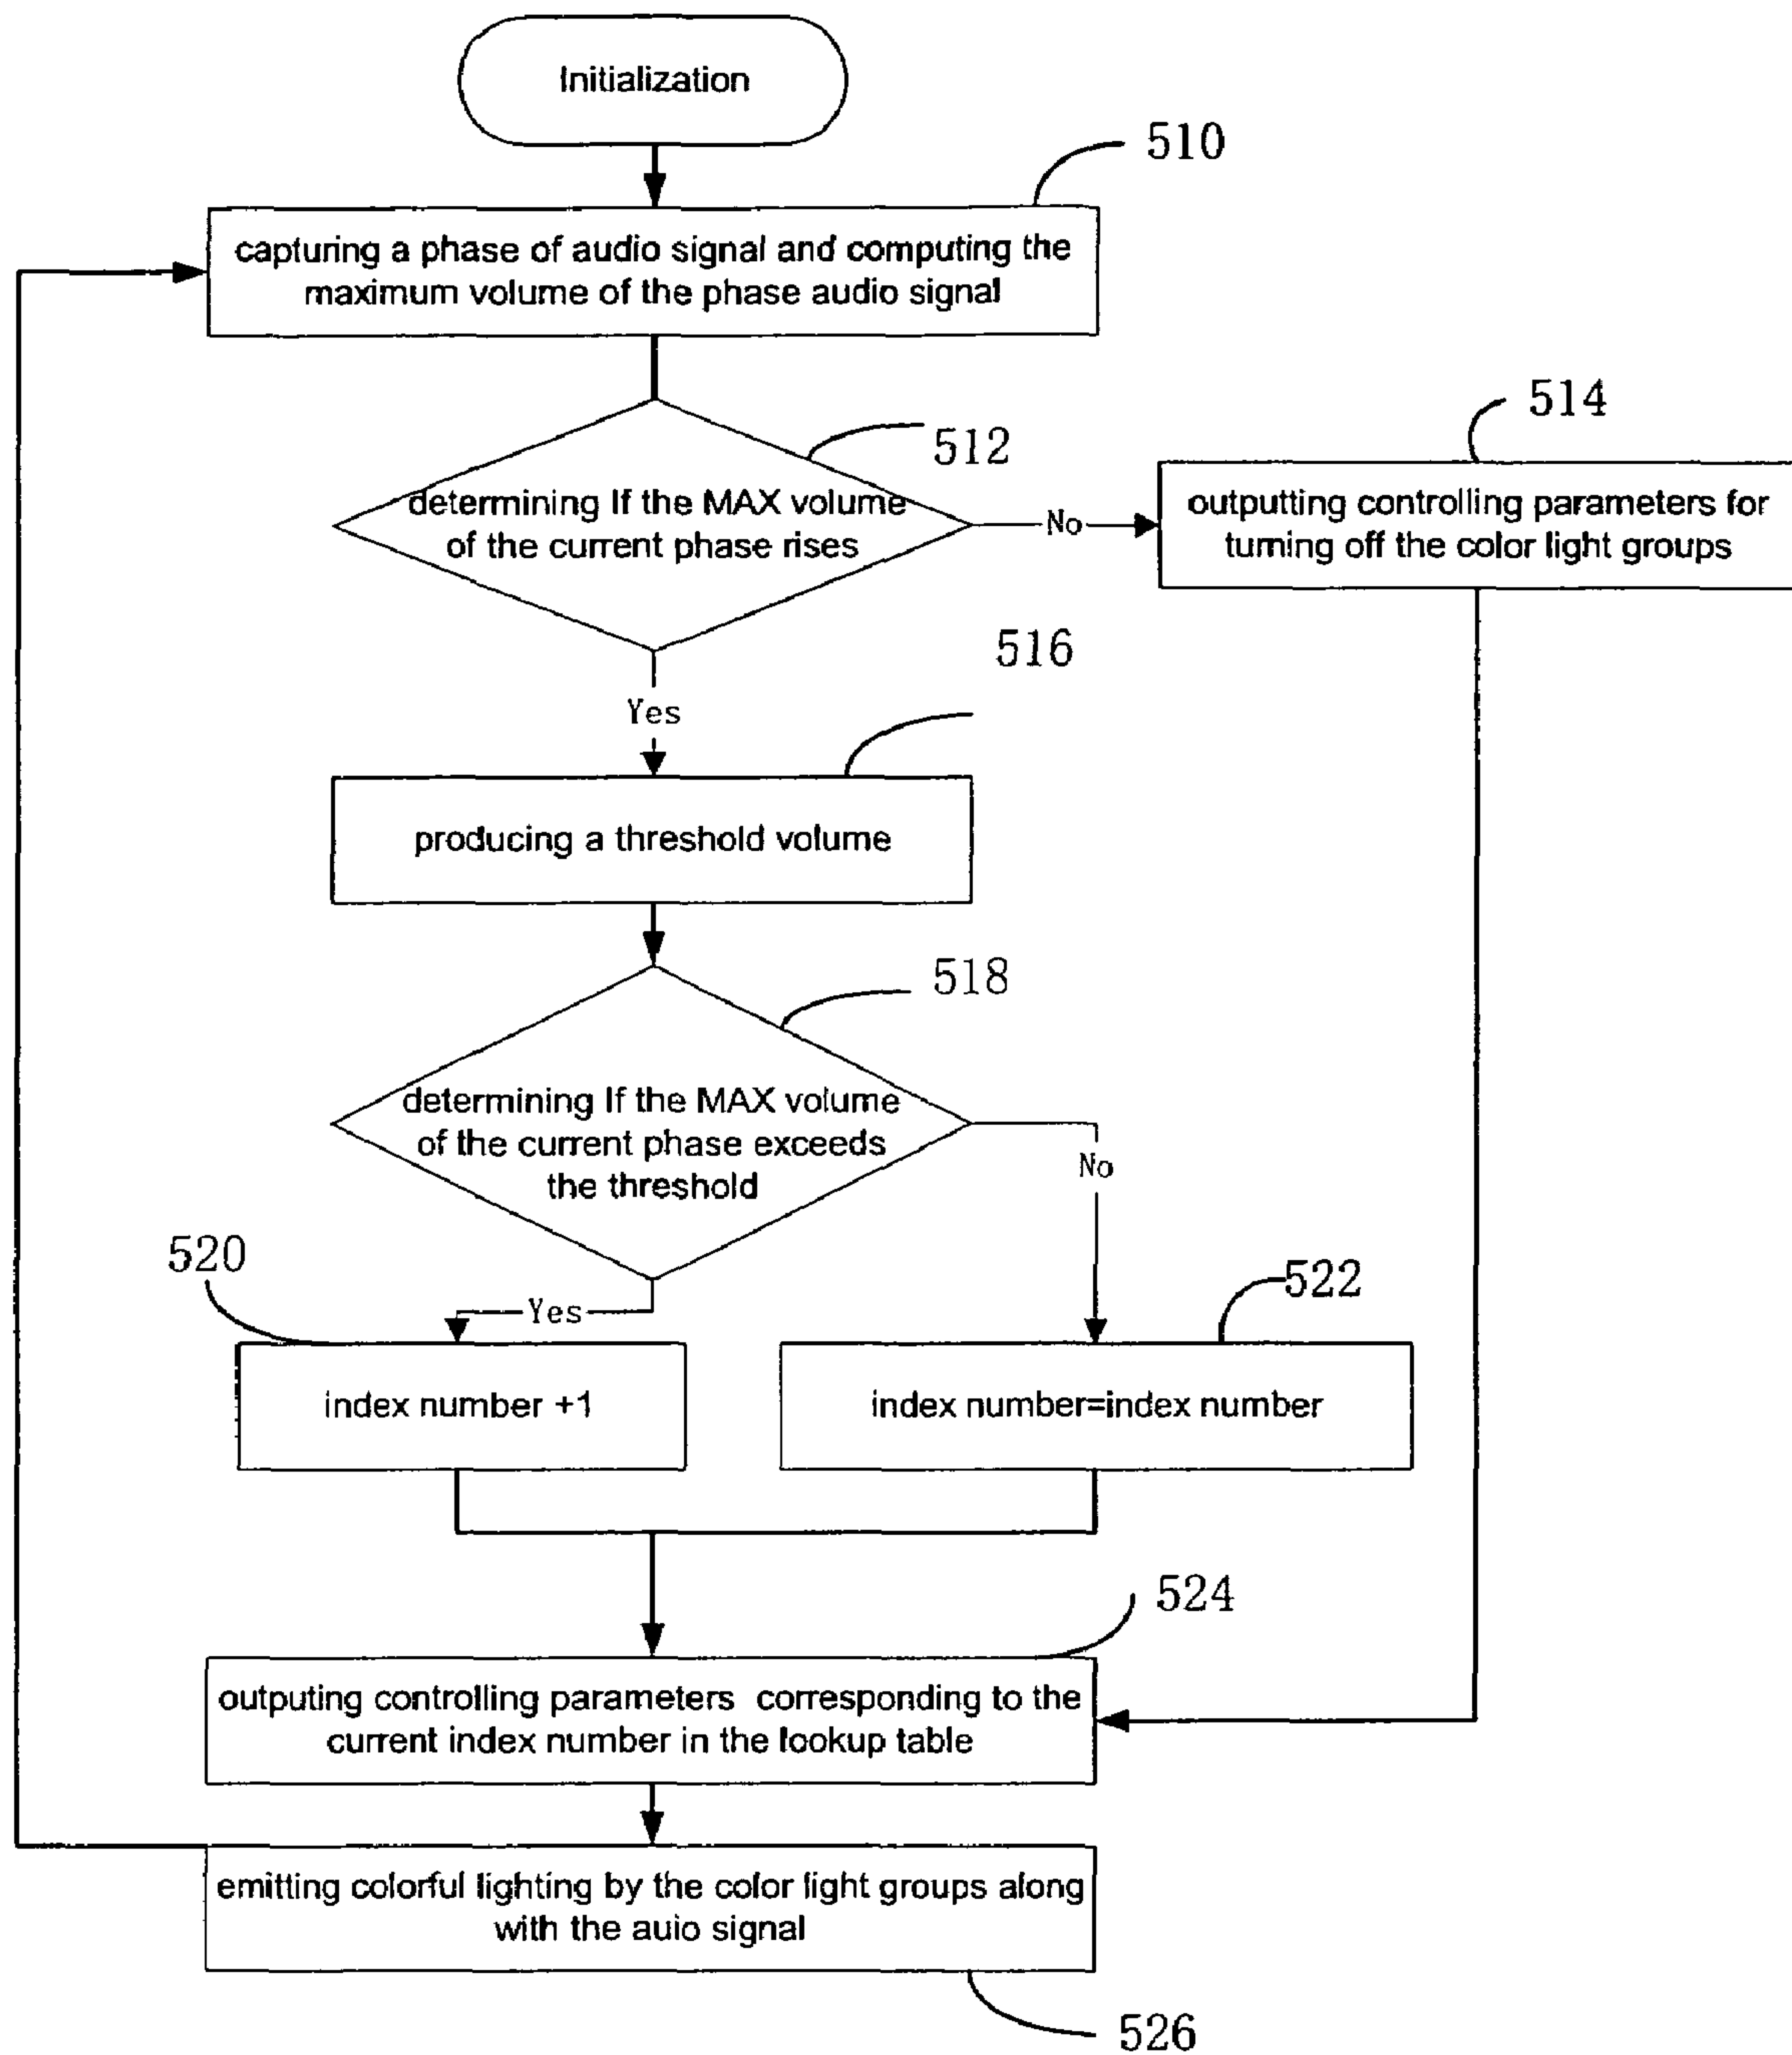 Initialization
510
capturing a phase of audio signal and computing the
maximum volume of the phase audio signal
512
determining If the MAX volume
of the current phase rises
No
514
outputting controlling parameters for
turning off the color light groups
Yes
516
producing a threshold volume
518
determining If the MAX volume
of the current phase exceeds
the threshold
No
Yes
520
index number +1
522
index number=index number
524
outputing controlling parameters corresponding to the
current index number in the lookup table
emitting colorful lighting by the color light groups along
with the auio signal
526